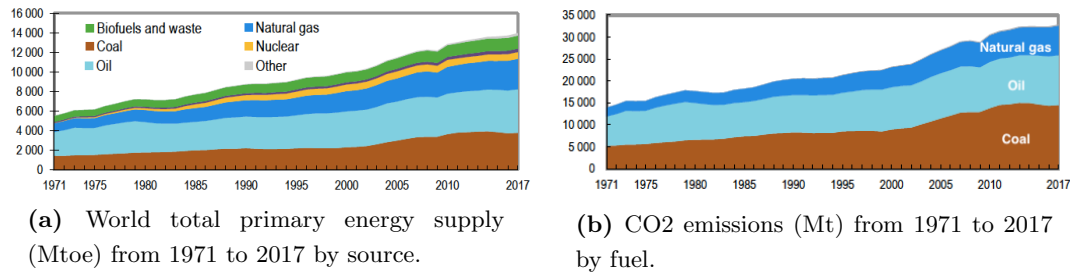 16 000
14 000
12 000
10 000
8 000
6 000
4 000
2 000
0
Biofuels and waste
Natural gas
Coal
Nuclear
Oil
Other
1971 1975 1980 1985 1990 1995 2000 2005 2010 2017
(a) World total primary energy supply
(Mtoe) from 1971 to 2017 by source.
35 000
30 000
25 000
20 000
15 000
10 000
5 000
0
Natural gas
Oil
Coal
1971 1975 1980 1985 1990 1995 2000 2005 2010 2017
(b) CO2 emissions (Mt) from 1971 to 2017
by fuel.